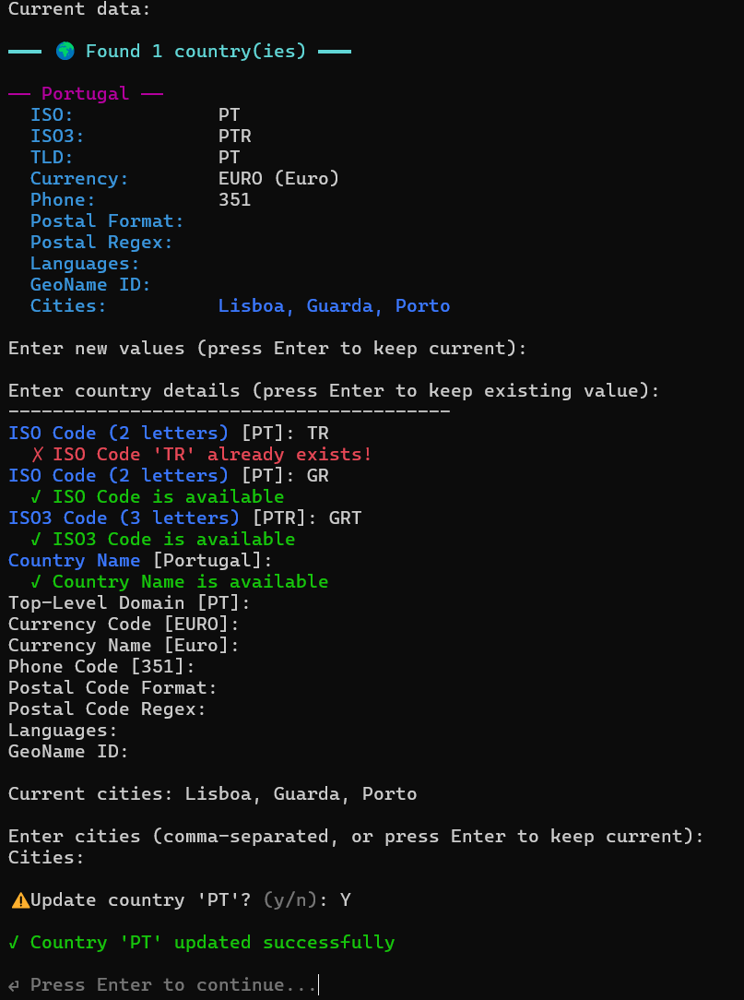 Current data:
━━━ 🌍 Found 1 country(ies) ━━━
── Portugal ──
ISO: PT
ISO3: PTR
TLD: PT
Currency: EURO (Euro)
Phone: 351
Postal Format:
Postal Regex:
Languages:
GeoName ID:
Cities: Lisboa, Guarda, Porto
Enter new values (press Enter to keep current):
Enter country details (press Enter to keep existing value):
----------------------------------------
ISO Code (2 letters) [PT]: TR
✗ ISO Code 'TR' already exists!
ISO Code (2 letters) [PT]: GR
✓ ISO Code is available
ISO3 Code (3 letters) [PTR]: GRT
✓ ISO3 Code is available
Country Name [Portugal]:
✓ Country Name is available
Top-Level Domain [PT]:
Currency Code [EURO]:
Currency Name [Euro]:
Phone Code [351]:
Postal Code Format:
Postal Code Regex:
Languages:
GeoName ID:
Current cities: Lisboa, Guarda, Porto
Enter cities (comma-separated, or press Enter to keep current):
Cities:
⚠️Update country 'PT'? (y/n): Y
✓ Country 'PT' updated successfully
⏎ Press Enter to continue...